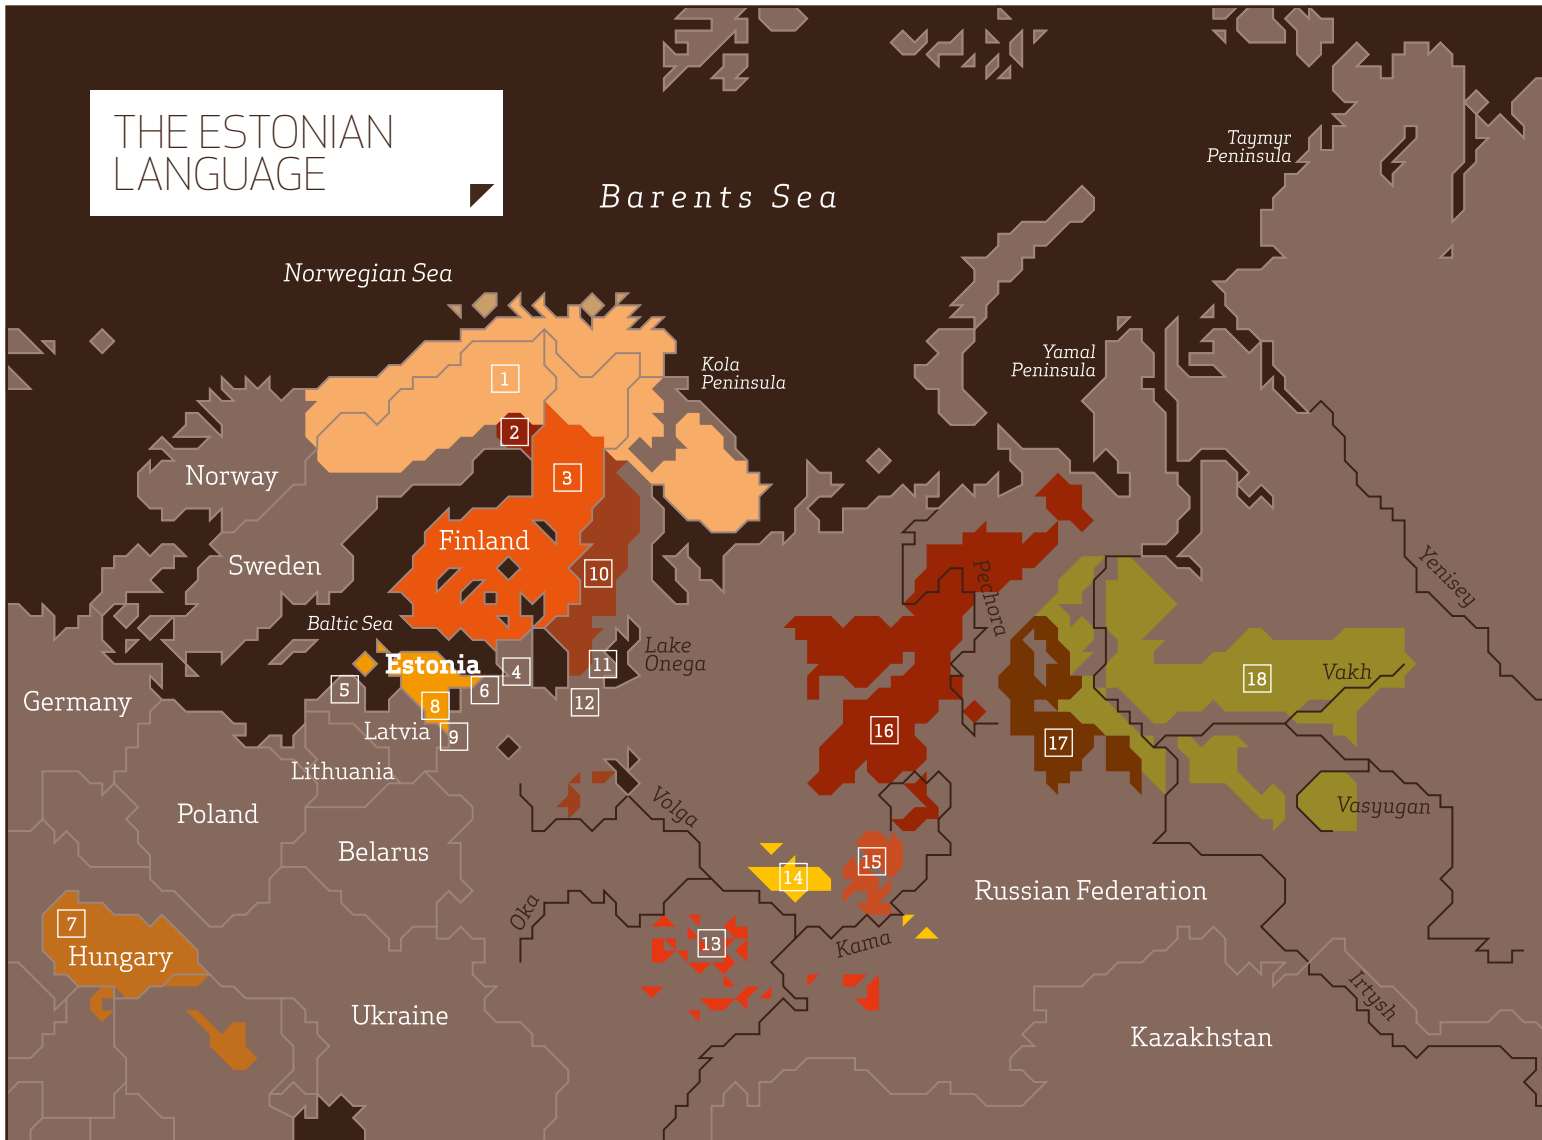 THE ESTONIAN
LANGUAGE
Barents Sea
Norwegian Sea
Taymyr
Peninsula
Kola
Peninsula
Yamal
Peninsula
1
2
3
Norway
Finland
Sweden
10
Pechora
Yenisey
Baltic Sea
Estonia
Lake
Onega
4
11
5
6
12
8
9
Germany
Latvia
Lithuania
Poland
Belarus
Volga
16
17
18
Vakh
Vasyugan
15
14
Russian Federation
7
Hungary
Oka
13
Kama
Ukraine
Irtysh
Kazakhstan